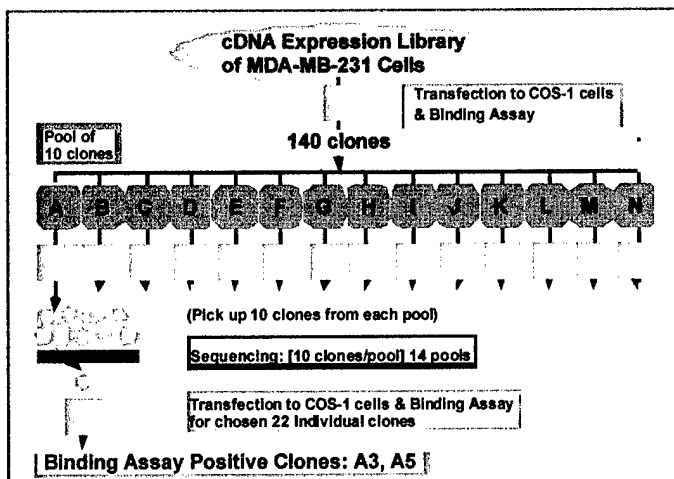 cDNA Expression Library
of MDA-MB-231 Cells
Transfection to COS-1 cells
& Binding Assay
Pool of
10 clones
140 clones
A B C D E F G H I J K L M N
(Pick up 10 clones from each pool)
Sequencing: [10 clones/pool] 14 pools
Transfection to COS-1 cells & Binding Assay
for chosen 22 Individual clones
Binding Assay Positive Clones: A3, A5